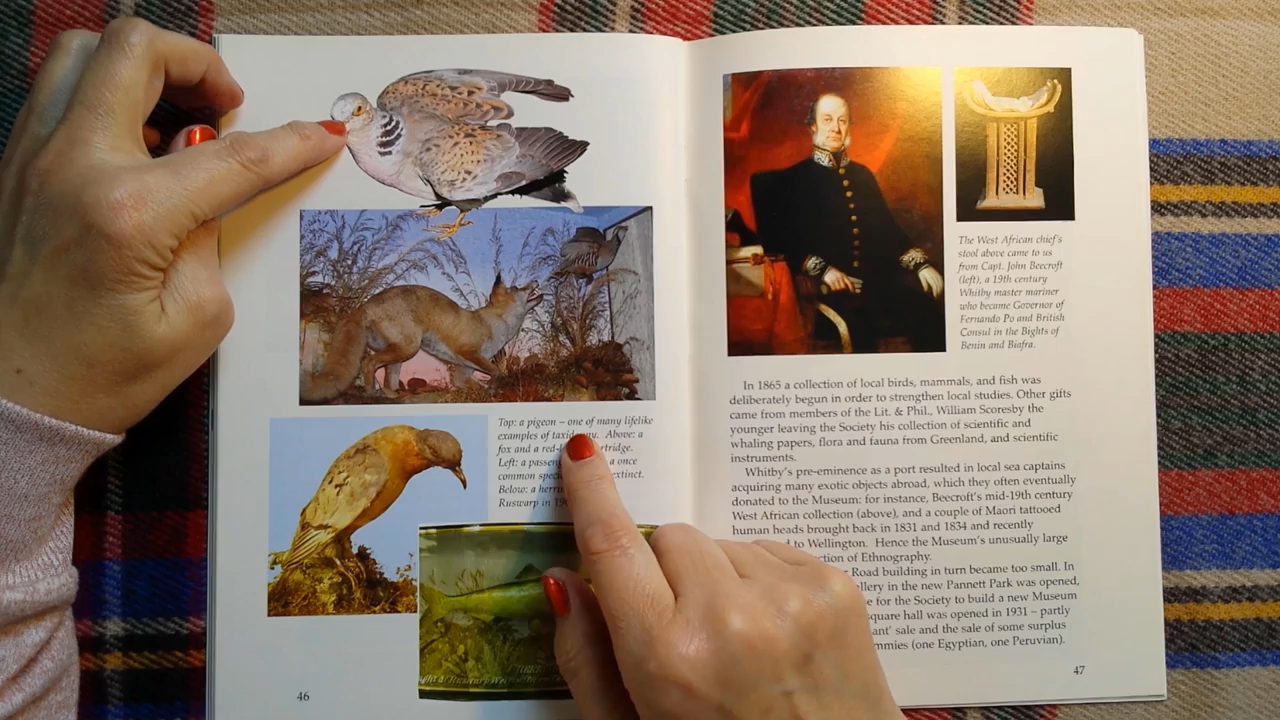 Top: a pigeon – one of many lifelike
examples of Above: a
fox and a
Left: a a once
common extinct.
Below: a
Ruswarp in
46
The West African chief's
stool above came to us
from Capt. John Beecroft
(left), a 19th century
Whitby master mariner
who became Governor of
Fernando Po and British
Consul in the Bights of
Benin and Biafra.
In 1865 a collection of local birds, mammals, and fish was
deliberately begun in order to strengthen local studies. Other gifts
came from members of the Lit. & Phil., William Scoresby the
younger leaving the Society his collection of scientific and
whaling papers, flora and fauna from Greenland, and scientific
instruments.
Whitby's pre-eminence as a port resulted in local sea captains
acquiring many exotic objects abroad, which they often eventually
donated to the Museum: for instance, Beecroft's mid-19th century
West African collection (above), and a couple of Maori tattooed
human heads brought back in 1831 and 1834 and recently
to Wellington. Hence the Museum's unusually large
of Ethnography.
Road building in turn became too small. In
in the new Pannett Park was opened,
for the Society to build a new Museum
square hall was opened in 1931 – partly
sale and the sale of some surplus
(one Egyptian, one Peruvian).
47